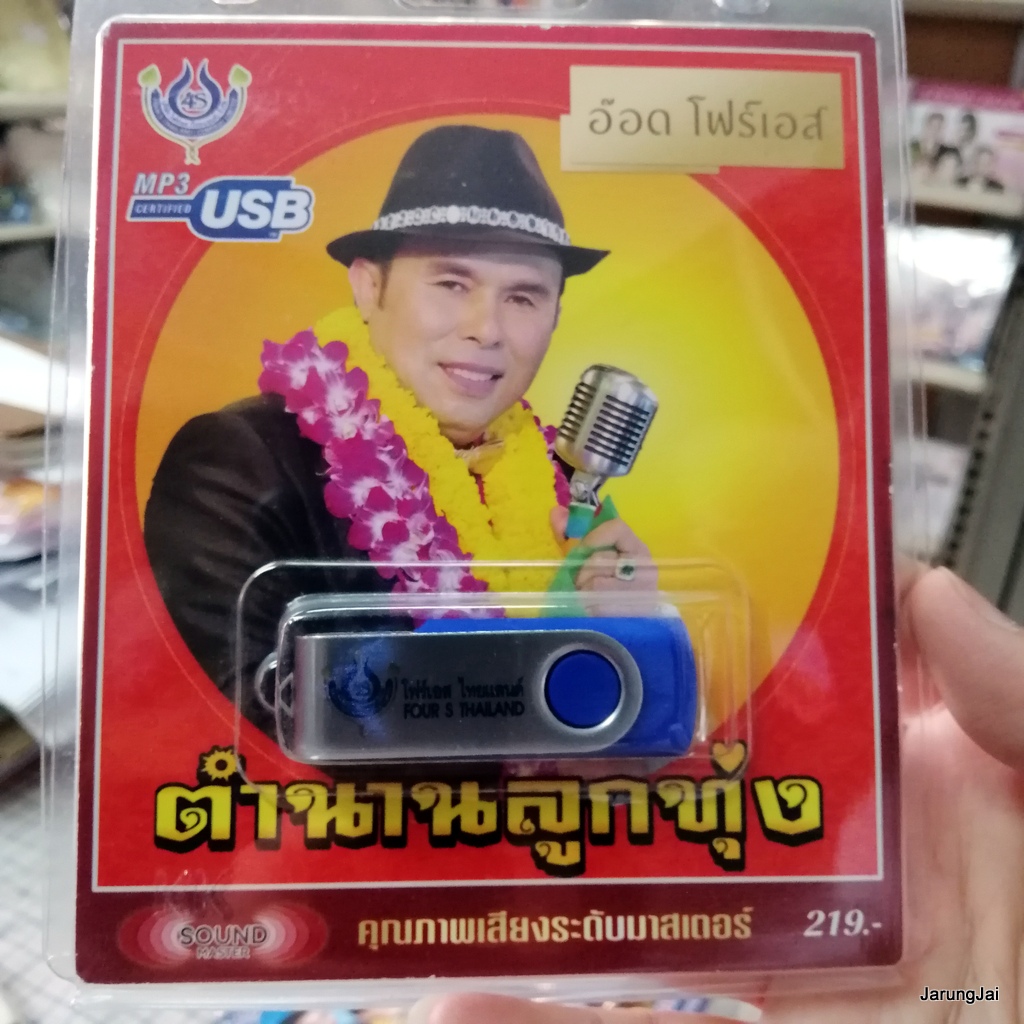 4S
อ๊อด โฟร์เอส
MP3
CERTIFIED
USB
โฟร์เอส ไทยแลนด์
FOUR S THAILAND
ตำนานลูกทุ่ง
SOUND
MASTER
คุณภาพเสียงระดับมาสเตอร์
219.-
JarungJai